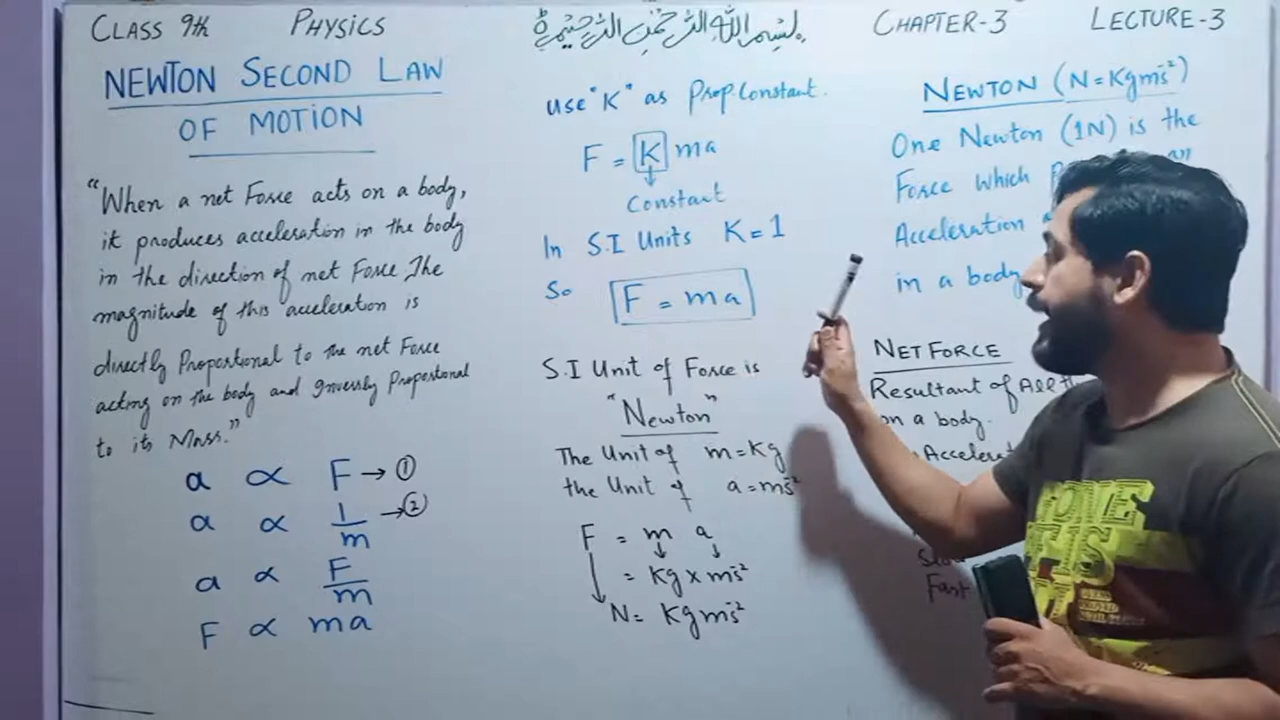 CLASS 9th PHYSICS بِسْمِ اللهِ الرَّحْمٰنِ الرَّحِيْمِ CHAPTER-3 LECTURE-3
NEWTON SECOND LAW
OF MOTION
"When a net Force acts on a body,
it produces acceleration in the body
in the direction of net Force. The
magnitude of this acceleration is
directly Proportional to the net Force
acting on the body and inversly Proportional
to its Mass."
a ∝ F → ①
a ∝ 1/m → ②
a ∝ F/m
F ∝ ma
use "K" as Prop. Constant.
F = K ma
↓
Constant
In S.I Units K = 1
So F = ma
S.I Unit of Force is
"Newton"
The Unit of m = Kg
the Unit of a = ms⁻²
F = m a
= Kg x ms⁻²
N = Kgms⁻²
NEWTON (N = Kgms⁻²)
One Newton (1N) is the
Force which an
Acceleration
in a body
NET FORCE
Resultant of All
on a body.
Fast